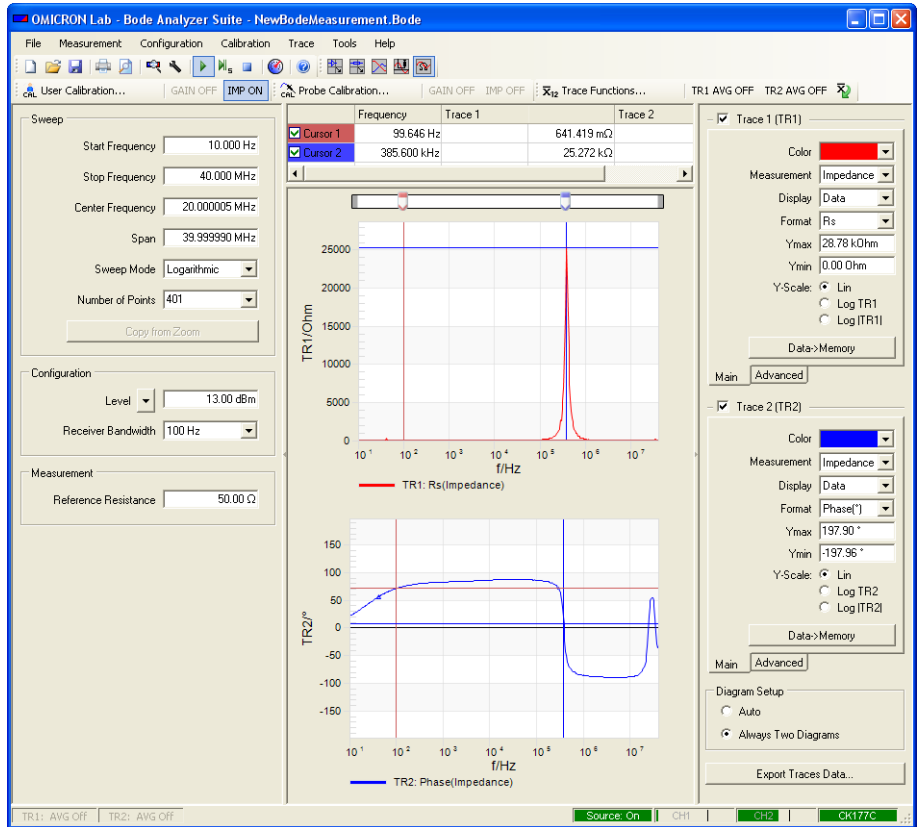 OMICRON Lab - Bode Analyzer Suite - NewBodeMeasurement.Bode
File Measurement Configuration Calibration Trace Tools Help
CAL User Calibration... GAIN OFF IMP ON CAL Probe Calibration... GAIN OFF IMP OFF X12 Trace Functions... TR1 AVG OFF TR2 AVG OFF
Sweep
Start Frequency 10.000 Hz
Stop Frequency 40.000 MHz
Center Frequency 20.000005 MHz
Span 39.999990 MHz
Sweep Mode Logarithmic
Number of Points 401
Copy from Zoom
Configuration
Level 13.00 dBm
Receiver Bandwidth 100 Hz
Measurement
Reference Resistance 50.00 Ω
Frequency Trace 1 Trace 2
Cursor 1 99.646 Hz 641.419 mΩ
Cursor 2 385.600 kHz 25.272 kΩ
TR1/Ohm
25000
20000
15000
10000
5000
0
10 1 10 2 10 3 10 4 10 5 10 6 10 7
f/Hz
TR1: Rs(Impedance)
TR2/°
150
100
50
0
-50
-100
-150
10 1 10 2 10 3 10 4 10 5 10 6 10 7
f/Hz
TR2: Phase(Impedance)
Trace 1 (TR1)
Color
Measurement Impedance
Display Data
Format Rs
Ymax 28.78 kOhm
Ymin 0.00 Ohm
Y-Scale: Lin
Log TR1
Log |TR1|
Data->Memory
Main Advanced
Trace 2 (TR2)
Color
Measurement Impedance
Display Data
Format Phase(°)
Ymax 197.90 °
Ymin -197.96 °
Y-Scale: Lin
Log TR2
Log |TR2|
Data->Memory
Main Advanced
Diagram Setup
Auto
Always Two Diagrams
Export Traces Data...
TR1: AVG Off TR2: AVG Off Source: On CH1 CH2 CK177C